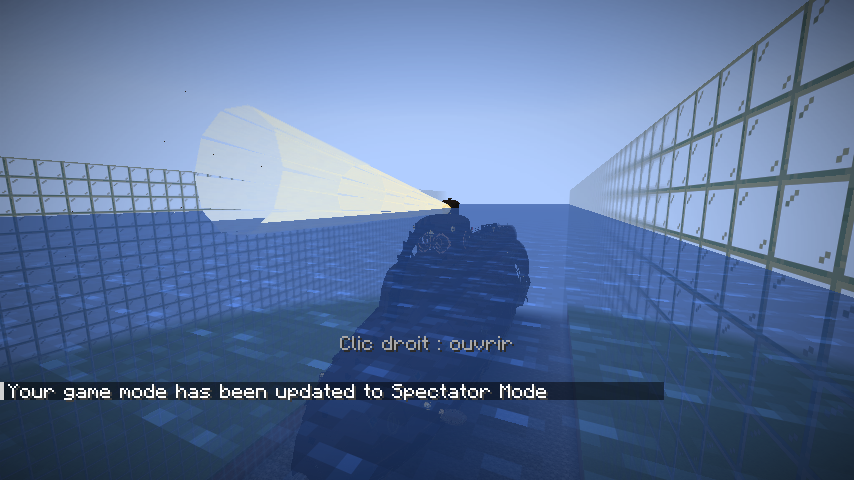 Clic droit : ouvrir
Your game mode has been updated to Spectator Mode